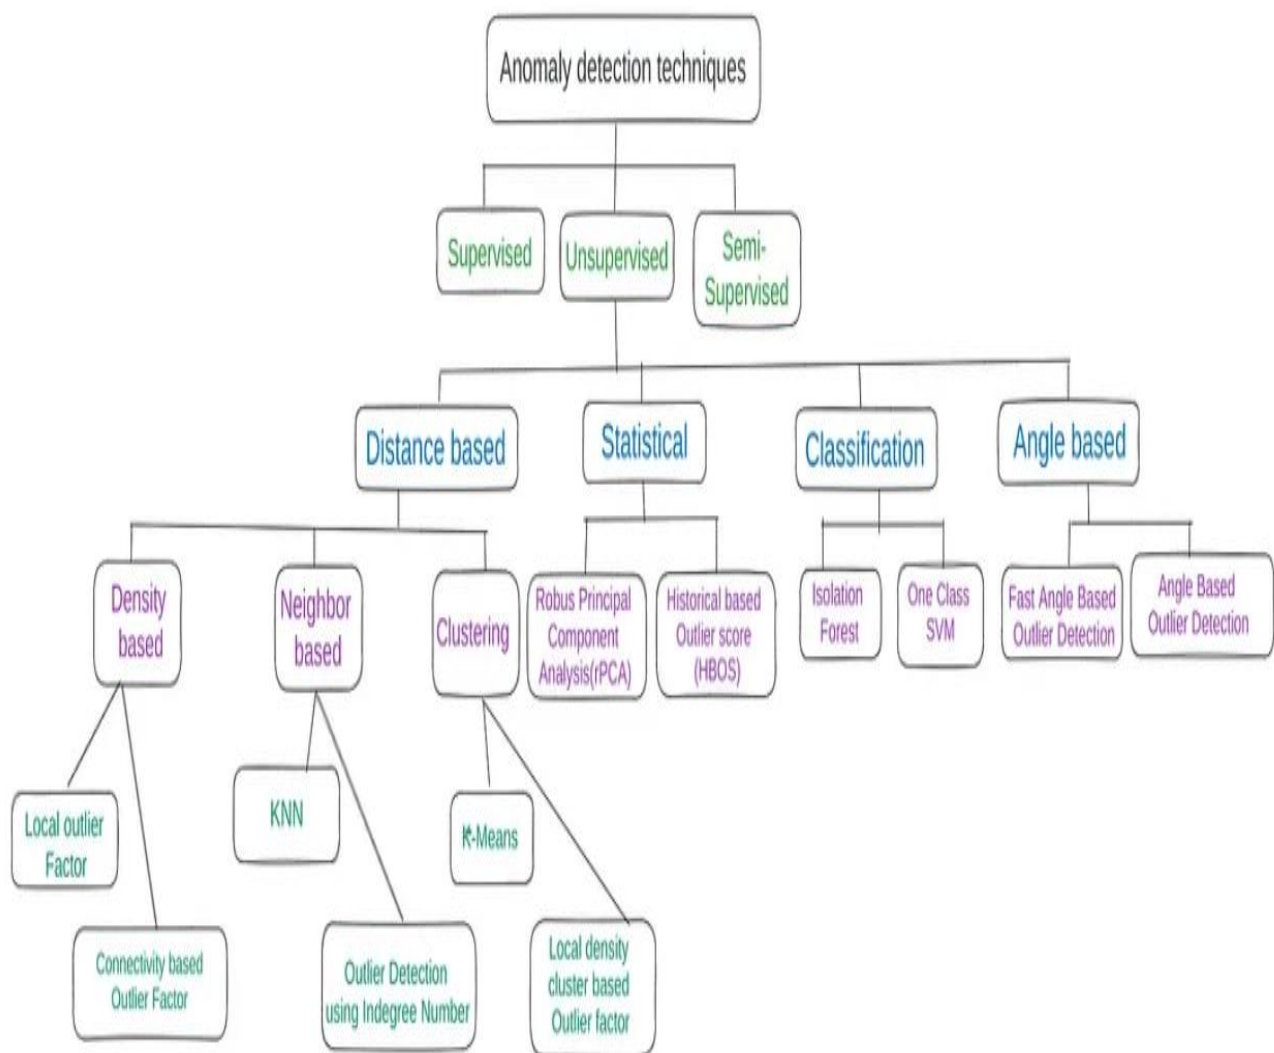 Anomaly detection techniques
Supervised
Unsupervised
Semi-
Supervised
Distance based
Statistical
Classification
Angle based
Density
based
Neighbor
based
Clustering
Robus Principal
Component
Analysis(rPCA)
Historical based
Outlier score
(HBOS)
Isolation
Forest
One Class
SVM
Fast Angle Based
Outlier Detection
Angle Based
Outlier Detection
Local outlier
Factor
KNN
K-Means
Connectivity based
Outlier Factor
Outlier Detection
using Indegree Number
Local density
cluster based
Outlier factor